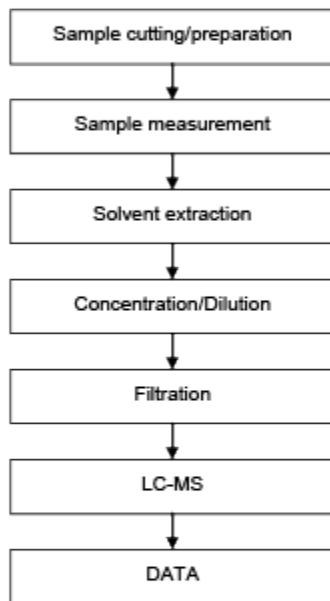 Sample cutting/preparation
Sample measurement
Solvent extraction
Concentration/Dilution
Filtration
LC-MS
DATA